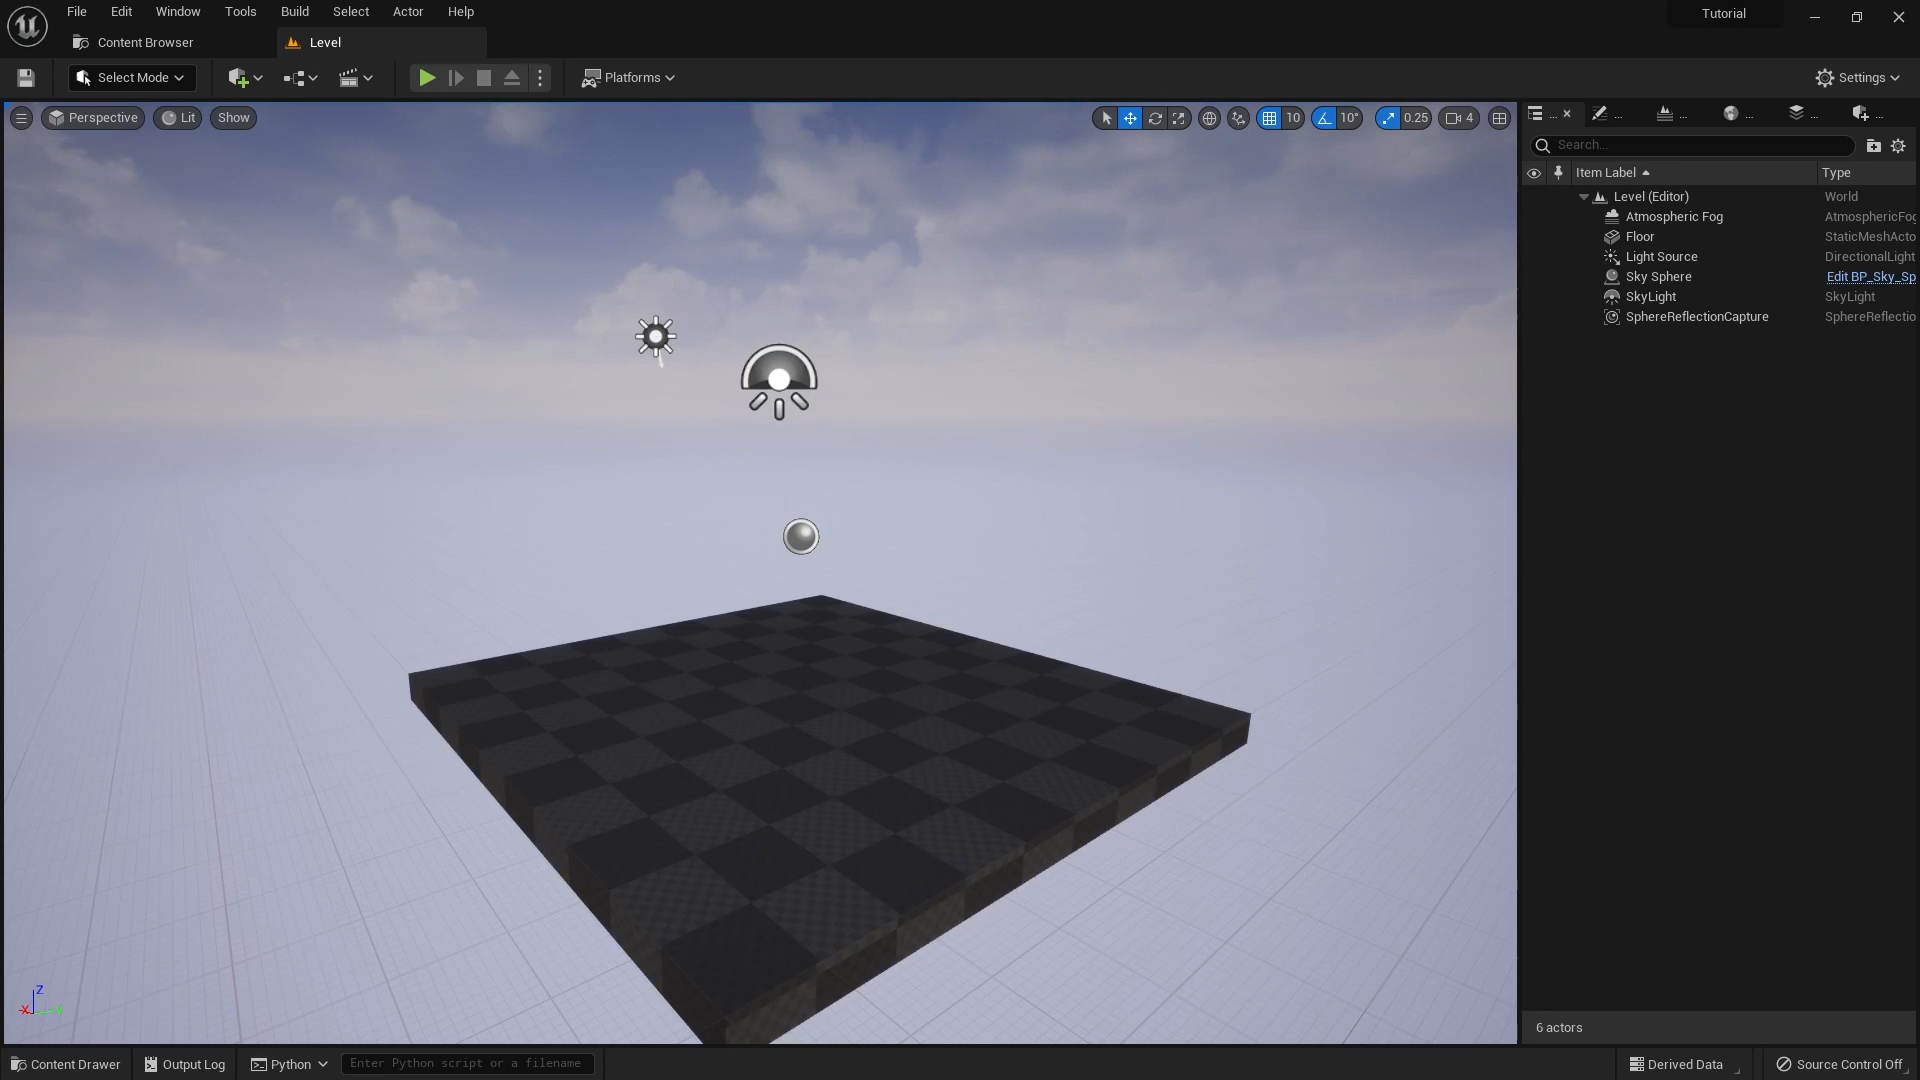 File Edit Window Tools Build Select Actor Help
Tutorial
Content Browser
Level
Select Mode
Platforms
Settings
Perspective
Lit
Show
10
10°
0.25
4
...
...
...
...
...
...
Search...
Item Label
Type
Level (Editor) World
Atmospheric Fog AtmosphericFog
Floor StaticMeshActo
Light Source DirectionalLight
Sky Sphere Edit BP_Sky_Sp
SkyLight SkyLight
SphereReflectionCapture SphereReflectio
Z
X
Y
6 actors
Content Drawer
Output Log
Python
Enter Python script or a filename
Derived Data
Source Control Off